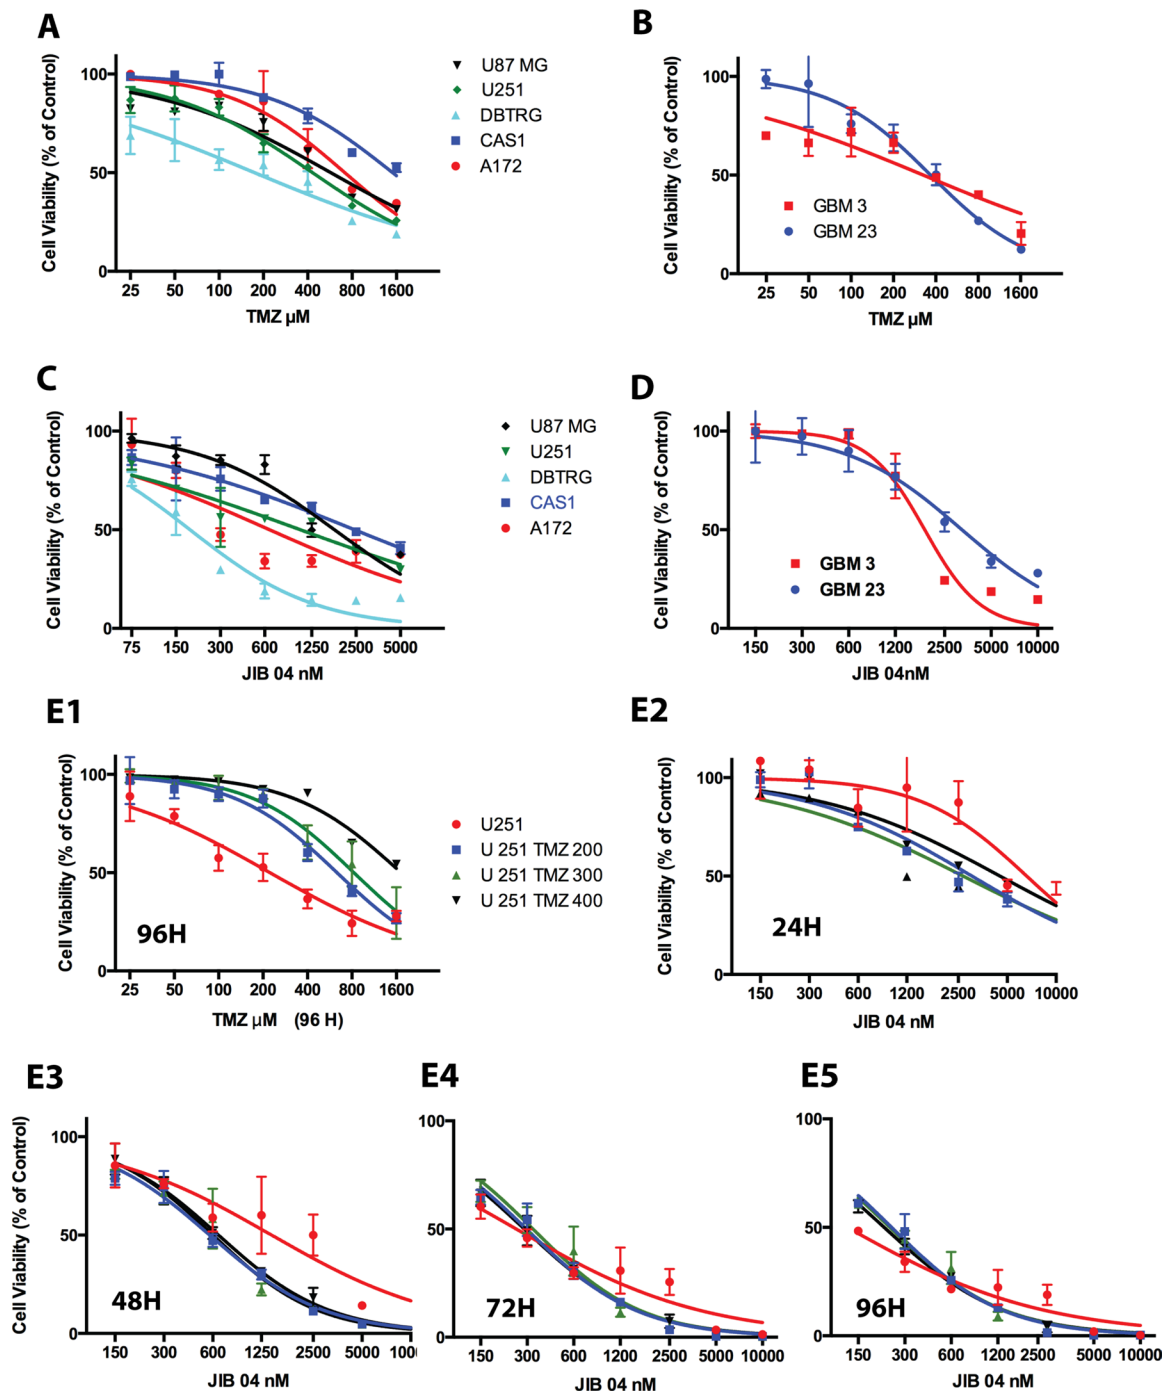 A
Cell Viability (% of Control)
100
50
0
25 50 100 200 400 800 1600
TMZ µM
U87 MG
U251
DBTRG
CAS1
A172
B
Cell Viability (% of Control)
100
50
0
GBM 3
GBM 23
25 50 100 200 400 800 1600
TMZ µM
C
Cell Viability (% of Control)
100
50
0
75 150 300 600 1250 2500 5000
JIB 04 nM
U87 MG
U251
DBTRG
CAS1
A172
D
Cell Viability (% of Control)
100
50
0
GBM 3
GBM 23
150 300 600 1200 2500 5000 10000
JIB 04nM
E1
Cell Viability (% of Control)
100
50
0
96H
25 50 100 200 400 800 1600
TMZ µM (96 H)
U251
U 251 TMZ 200
U 251 TMZ 300
U 251 TMZ 400
E2
Cell Viability (% of Control)
100
50
0
24H
150 300 600 1200 2500 5000 10000
JIB 04 nM
E3
Cell Viability (% of Control)
100
50
0
48H
150 300 600 1250 2500 5000 100
JIB 04 nM
E4
100
50
0
72H
150 300 600 1200 2500 5000 10000
JIB 04 nM
E5
100
50
0
96H
150 300 600 1200 2500 5000 10000
JIB 04 nM